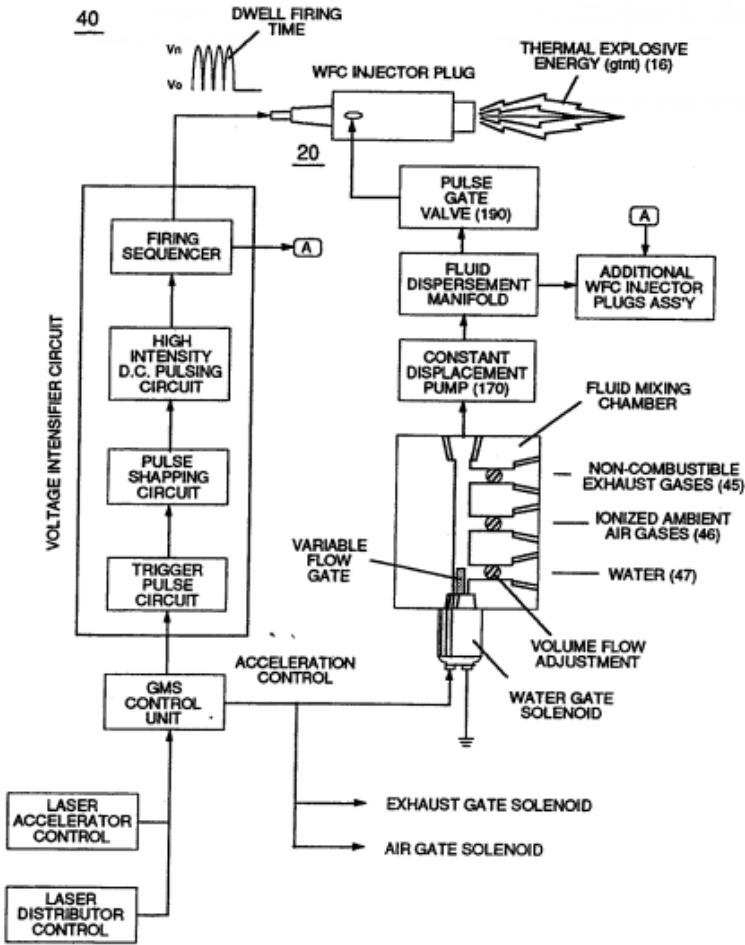 40
DWELL FIRING
TIME
Vn
Vo
WFC INJECTOR PLUG
THERMAL EXPLOSIVE
ENERGY (gtnt) (16)
20
PULSE
GATE
VALVE (190)
FIRING
SEQUENCER
A
A
FLUID
DISPERSEMENT
MANIFOLD
ADDITIONAL
WFC INJECTOR
PLUGS ASS'Y
VOLTAGE INTENSIFIER CIRCUIT
HIGH
INTENSITY
D.C. PULSING
CIRCUIT
CONSTANT
DISPLACEMENT
PUMP (170)
FLUID MIXING
CHAMBER
PULSE
SHAPPING
CIRCUIT
NON-COMBUSTIBLE
EXHAUST GASES (45)
IONIZED AMBIENT
AIR GASES (46)
VARIABLE
FLOW
GATE
WATER (47)
TRIGGER
PULSE
CIRCUIT
VOLUME FLOW
ADJUSTMENT
ACCELERATION
CONTROL
GMS
CONTROL
UNIT
WATER GATE
SOLENOID
LASER
ACCELERATOR
CONTROL
EXHAUST GATE SOLENOID
AIR GATE SOLENOID
LASER
DISTRIBUTOR
CONTROL